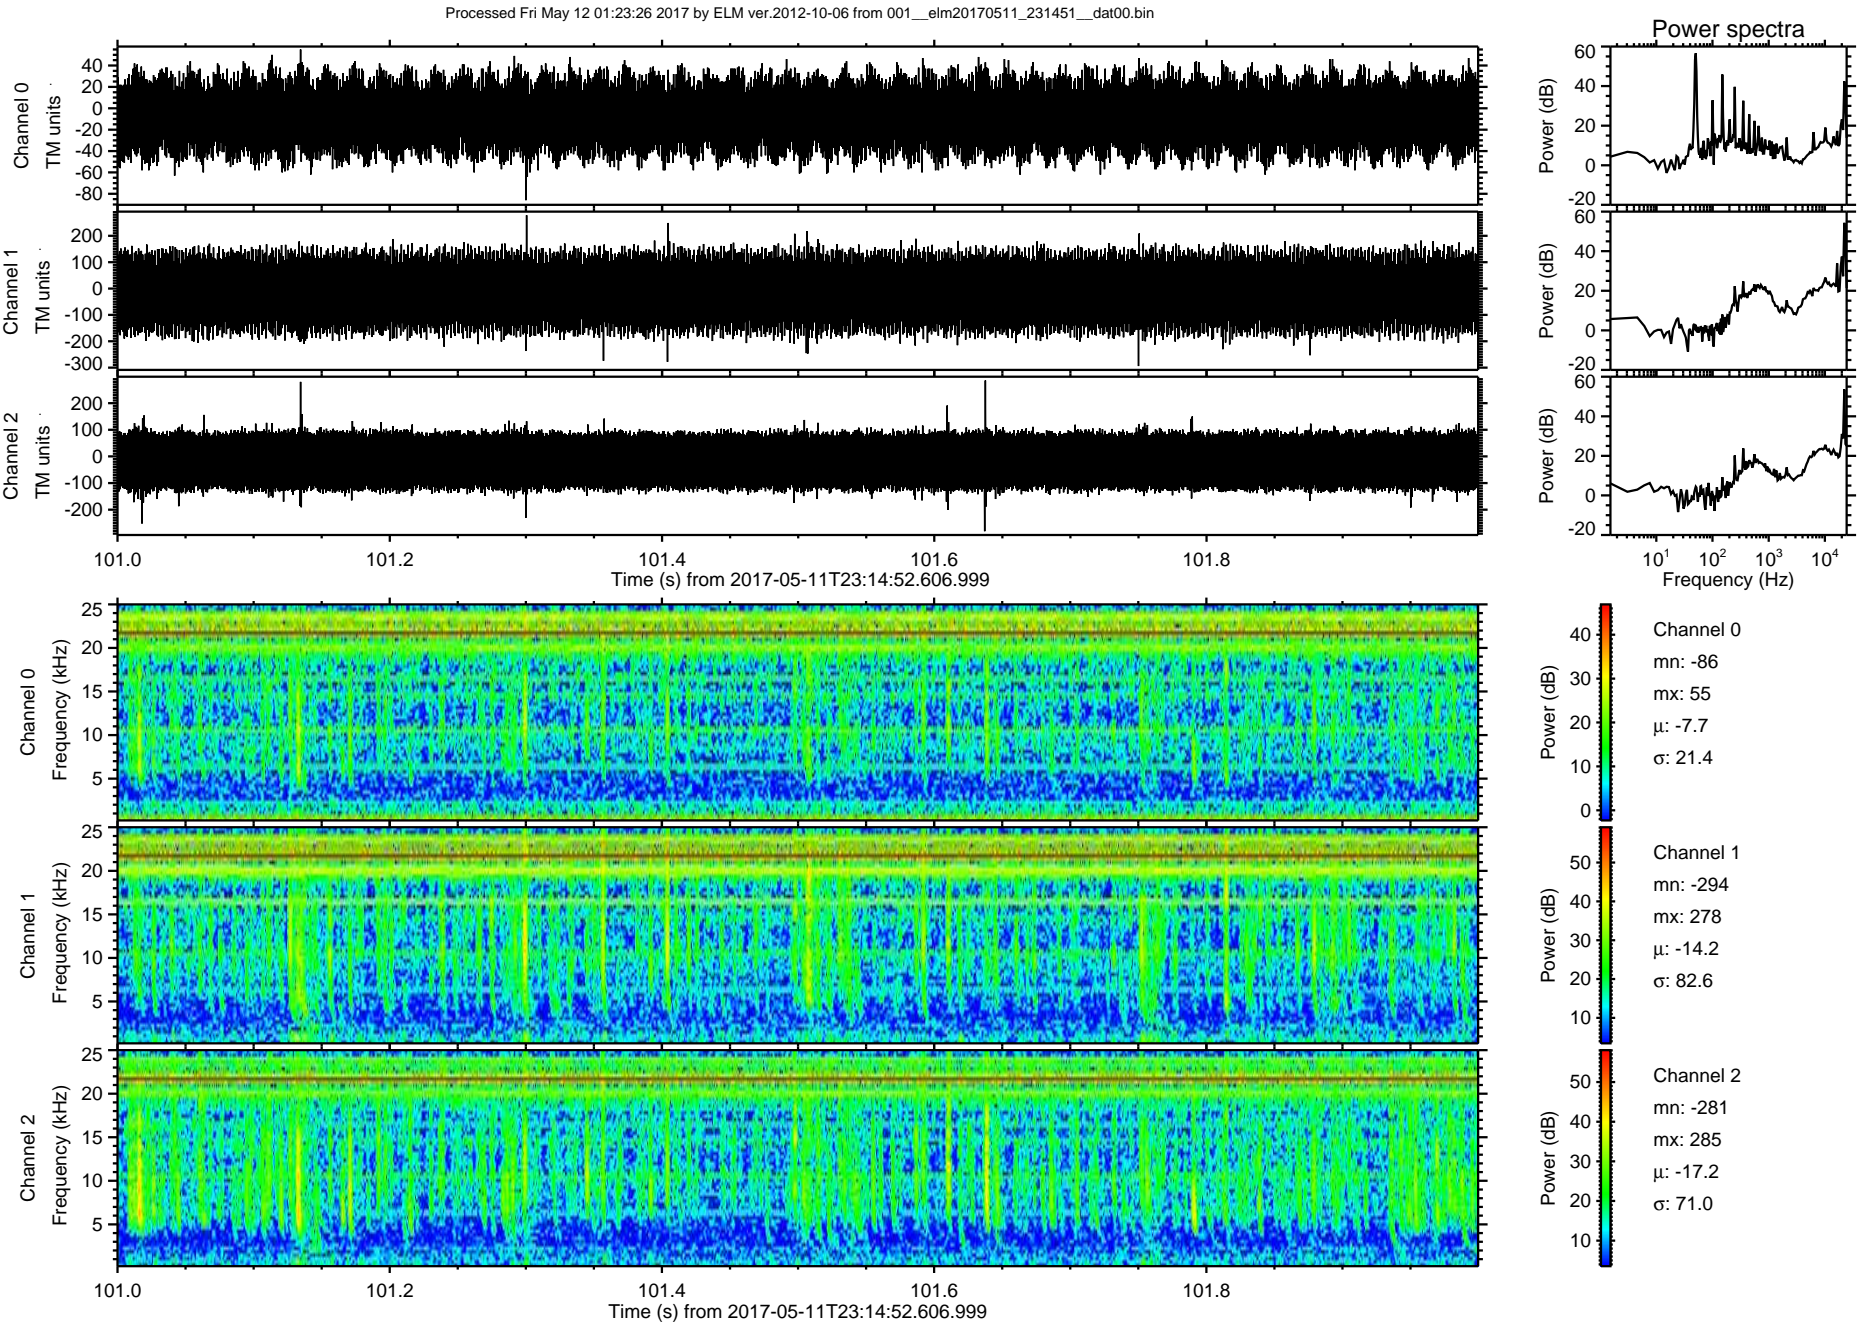 Processed Fri May 12 01:23:26 2017 by ELM ver.2012-10-06 from 001__elm20170511_231451__dat00.bin
Power spectra
Channel 0
TM units
40
20
0
-20
-40
-60
-80
Power (dB)
60
40
20
0
-20
Channel 1
TM units
200
100
0
-100
-200
-300
Power (dB)
60
40
20
0
-20
Channel 2
TM units
200
100
0
-100
-200
Power (dB)
60
40
20
0
-20
101.0 101.2 101.4 101.6 101.8
Time (s) from 2017-05-11T23:14:52.606.999
10¹ 10² 10³ 10⁴
Frequency (Hz)
Channel 0
Frequency (kHz)
25
20
15
10
5
Power (dB)
40
30
20
10
0
Channel 0
mn: -86
mx: 55
μ: -7.7
σ: 21.4
Channel 1
Frequency (kHz)
25
20
15
10
5
Power (dB)
50
40
30
20
10
Channel 1
mn: -294
mx: 278
μ: -14.2
σ: 82.6
Channel 2
Frequency (kHz)
25
20
15
10
5
Power (dB)
50
40
30
20
10
Channel 2
mn: -281
mx: 285
μ: -17.2
σ: 71.0
101.0 101.2 101.4 101.6 101.8
Time (s) from 2017-05-11T23:14:52.606.999